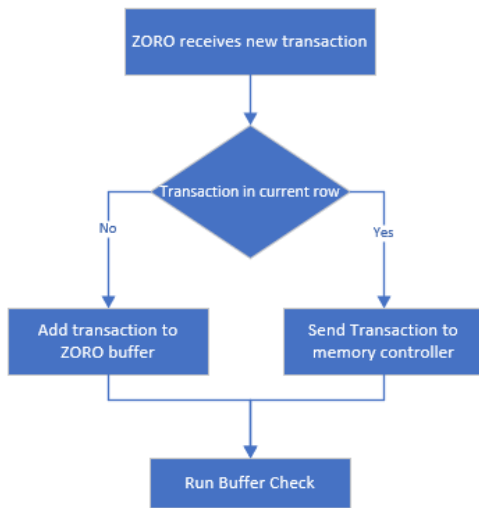 ZORO receives new transaction
Transaction in current row
No
Yes
Add transaction to
ZORO buffer
Send Transaction to
memory controller
Run Buffer Check